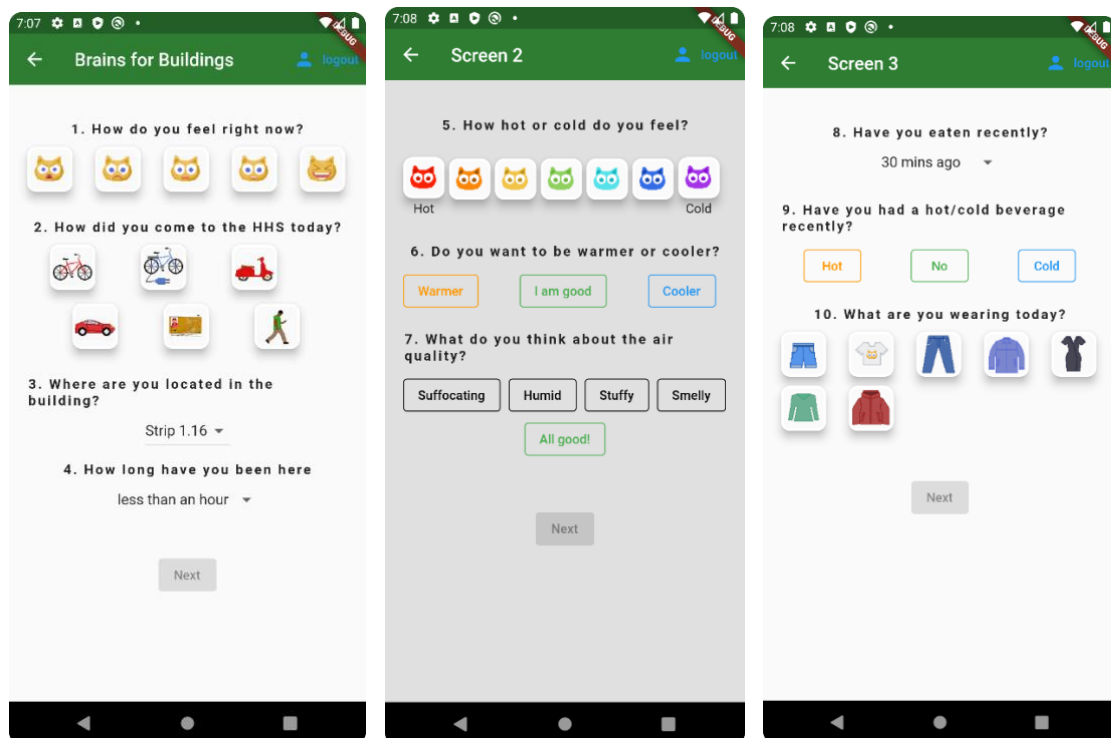 7:07
DEBUG
Brains for Buildings
logout
1. How do you feel right now?
2. How did you come to the HHS today?
3. Where are you located in the
building?
Strip 1.16
4. How long have you been here
less than an hour
Next
7:08
DEBUG
Screen 2
logout
5. How hot or cold do you feel?
Hot
Cold
6. Do you want to be warmer or cooler?
Warmer
I am good
Cooler
7. What do you think about the air
quality?
Suffocating
Humid
Stuffy
Smelly
All good!
Next
7:08
DEBUG
Screen 3
logout
8. Have you eaten recently?
30 mins ago
9. Have you had a hot/cold beverage
recently?
Hot
No
Cold
10. What are you wearing today?
Next